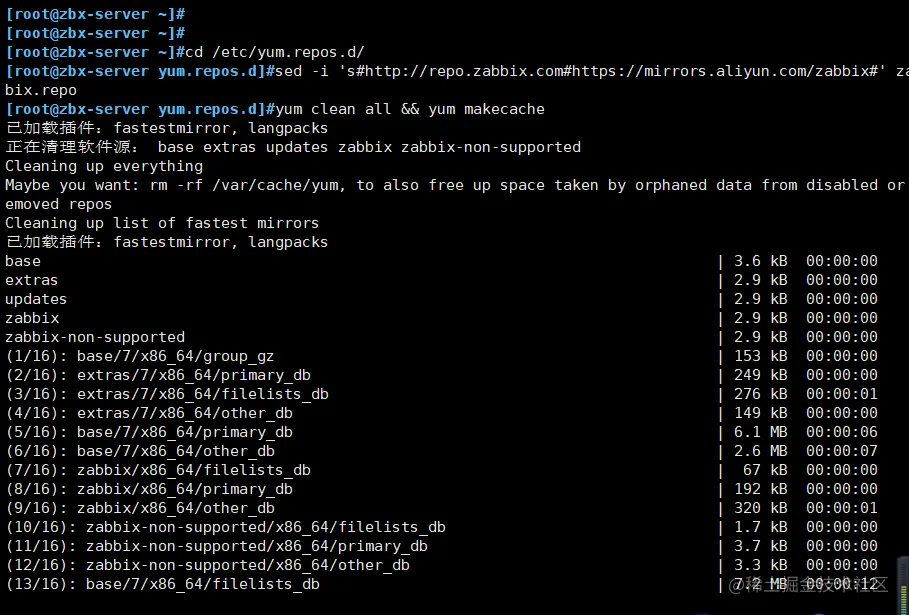 [root@zbx-server ~]#
[root@zbx-server ~]#
[root@zbx-server ~]#cd /etc/yum.repos.d/
[root@zbx-server yum.repos.d]#sed -i 's#http://repo.zabbix.com#https://mirrors.aliyun.com/zabbix#' za
bix.repo
[root@zbx-server yum.repos.d]#yum clean all && yum makecache
已加载插件：fastestmirror, langpacks
正在清理软件源： base extras updates zabbix zabbix-non-supported
Cleaning up everything
Maybe you want: rm -rf /var/cache/yum, to also free up space taken by orphaned data from disabled or
emoved repos
Cleaning up list of fastest mirrors
已加载插件：fastestmirror, langpacks
base | 3.6 kB 00:00:00
extras | 2.9 kB 00:00:00
updates | 2.9 kB 00:00:00
zabbix | 2.9 kB 00:00:00
zabbix-non-supported | 2.9 kB 00:00:00
(1/16): base/7/x86_64/group_gz | 153 kB 00:00:00
(2/16): extras/7/x86_64/primary_db | 249 kB 00:00:00
(3/16): extras/7/x86_64/filelists_db | 276 kB 00:00:01
(4/16): extras/7/x86_64/other_db | 149 kB 00:00:00
(5/16): base/7/x86_64/primary_db | 6.1 MB 00:00:06
(6/16): base/7/x86_64/other_db | 2.6 MB 00:00:07
(7/16): zabbix/x86_64/filelists_db | 67 kB 00:00:00
(8/16): zabbix/x86_64/primary_db | 192 kB 00:00:00
(9/16): zabbix/x86_64/other_db | 320 kB 00:00:01
(10/16): zabbix-non-supported/x86_64/filelists_db | 1.7 kB 00:00:00
(11/16): zabbix-non-supported/x86_64/primary_db | 3.7 kB 00:00:00
(12/16): zabbix-non-supported/x86_64/other_db | 3.3 kB 00:00:00
(13/16): base/7/x86_64/filelists_db | 7.2 MB 00:00:12
@稀土掘金技术社区